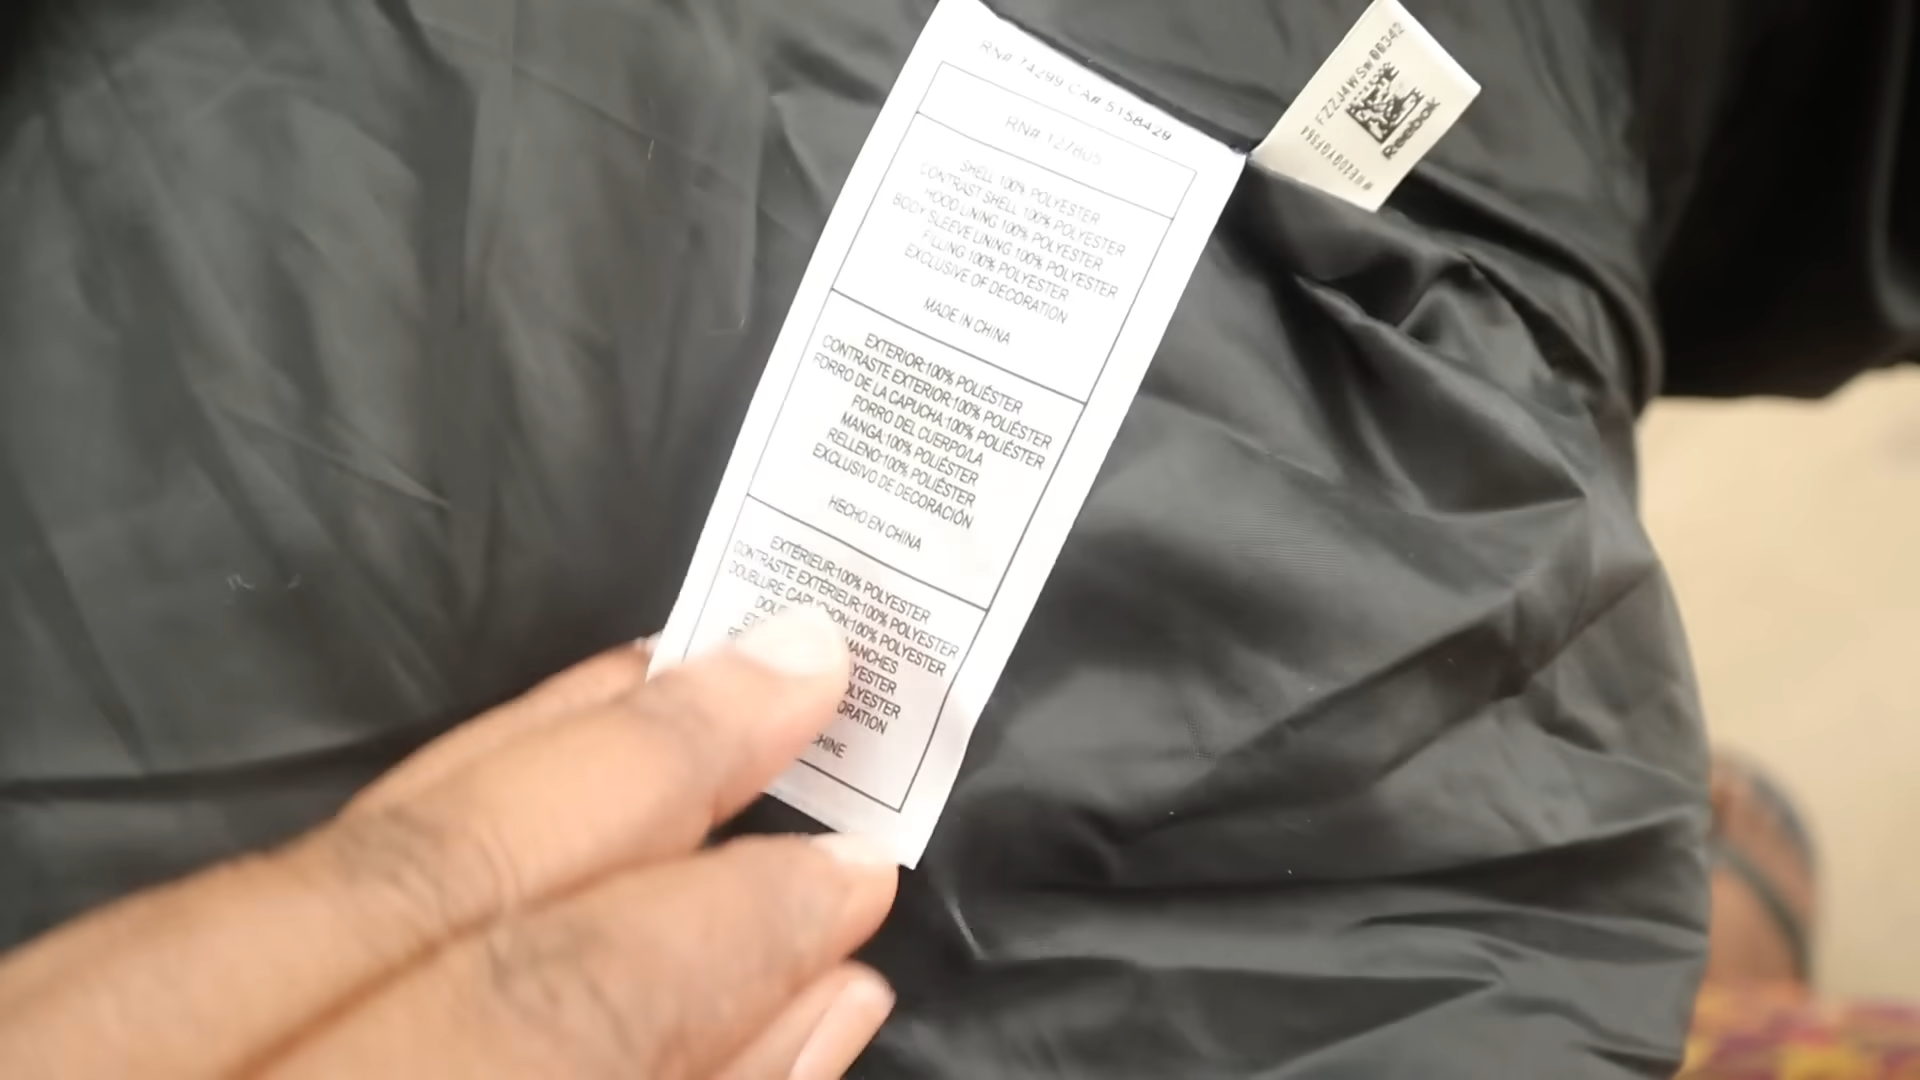 RN# 74299 CA# 5158429
RN# 127805
SHELL 100% POLYESTER
CONTRAST SHELL 100% POLYESTER
HOOD LINING 100% POLYESTER
BODY SLEEVE LINING 100% POLYESTER
FILLING 100% POLYESTER
EXCLUSIVE OF DECORATION
MADE IN CHINA
EXTERIOR:100% POLIÉSTER
CONTRASTE EXTERIOR:100% POLIÉSTER
FORRO DE LA CAPUCHA:100% POLIÉSTER
FORRO DEL CUERPO/LA
MANGA:100% POLIÉSTER
RELLENO:100% POLIÉSTER
EXCLUSIVO DE DECORACIÓN
HECHO EN CHINA
EXTÉRIEUR:100% POLYESTER
CONTRASTE EXTÉRIEUR:100% POLYESTER
DOUBLURE CAPUCHON:100% POLYESTER
MANCHES
YESTER
OLYESTER
ORATION
CHINE
FZZJ4WSW00342
Reebok